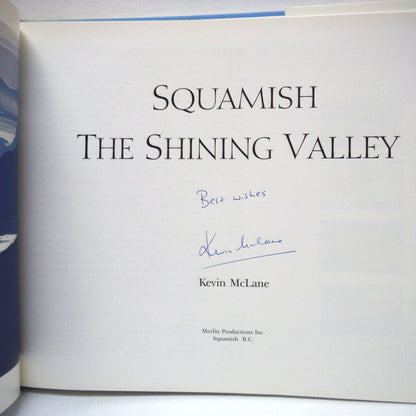 SQUAMISH
THE SHINING VALLEY
Best wishes
Kevin McLane
Kevin McLane
Merlin Productions Inc.
Squamish B.C.